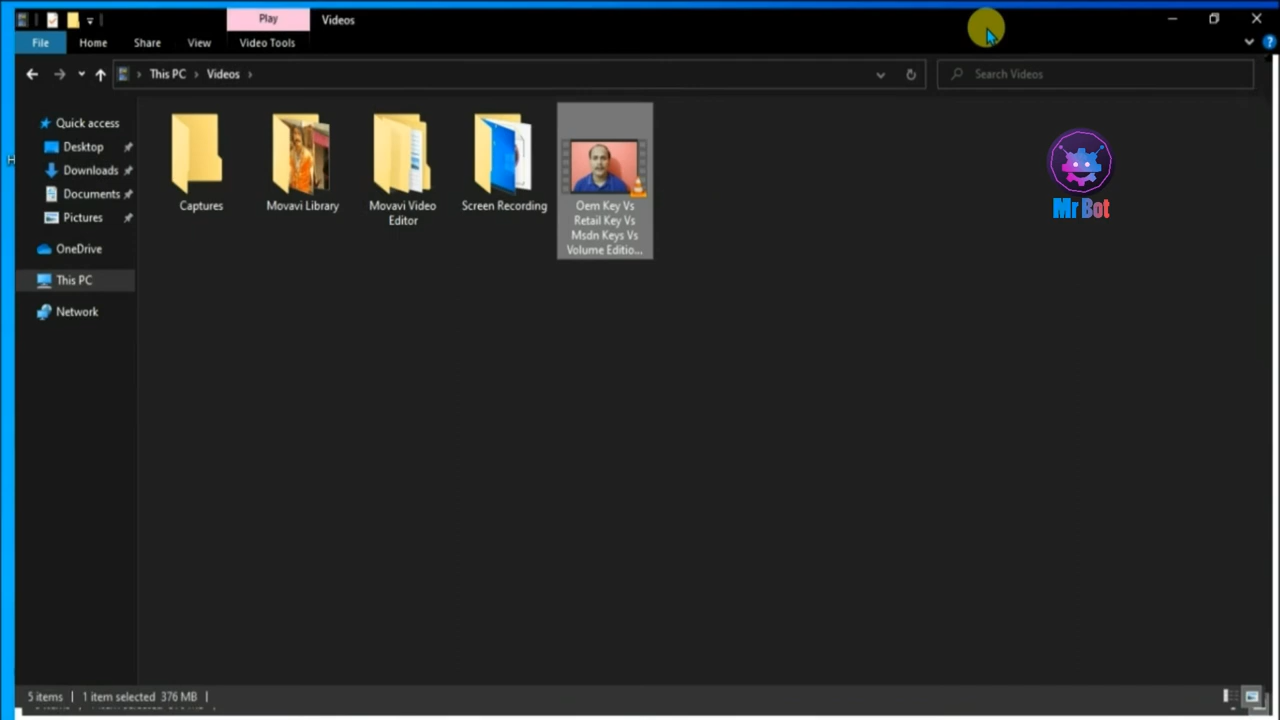 Play
Videos
File
Home
Share
View
Video Tools
This PC
Videos
Search Videos
Quick access
Desktop
Downloads
Documents
Pictures
OneDrive
This PC
Network
Captures
Movavi Library
Movavi Video
Editor
Screen Recording
Oem Key Vs
Retail Key Vs
Msdn Keys Vs
Volume Editio...
Mr Bot
5 items
1 item selected 376 MB